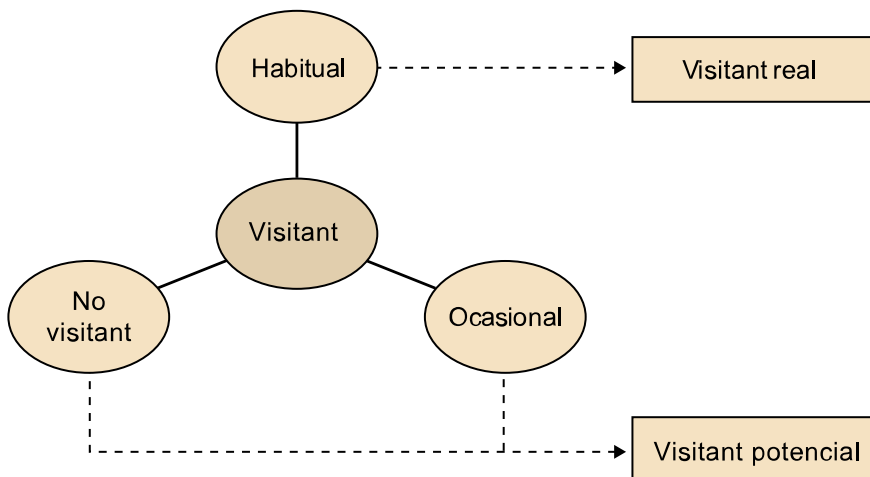 Habitual
Visitant real
Visitant
No
visitant
Ocasional
Visitant potencial